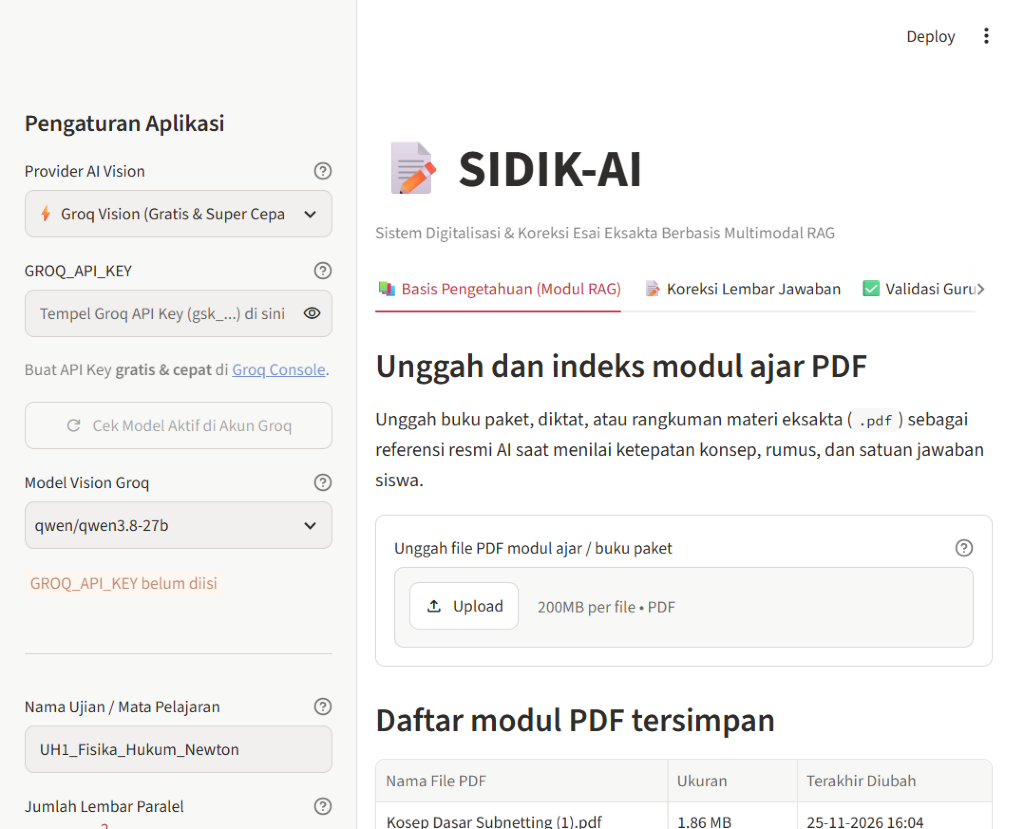 Deploy
Pengaturan Aplikasi
Provider AI Vision
Groq Vision (Gratis & Super Cepa
GROQ_API_KEY
Tempel Groq API Key (gsk_...) di sini
Buat API Key gratis & cepat di Groq Console.
Cek Model Aktif di Akun Groq
Model Vision Groq
qwen/qwen3.8-27b
GROQ_API_KEY belum diisi
Nama Ujian / Mata Pelajaran
UH1_Fisika_Hukum_Newton
Jumlah Lembar Paralel
2
SIDIK-AI
Sistem Digitalisasi & Koreksi Esai Eksakta Berbasis Multimodal RAG
Basis Pengetahuan (Modul RAG) Koreksi Lembar Jawaban Validasi Guru
Unggah dan indeks modul ajar PDF
Unggah buku paket, diktat, atau rangkuman materi eksakta ( .pdf ) sebagai
referensi resmi AI saat menilai ketepatan konsep, rumus, dan satuan jawaban
siswa.
Unggah file PDF modul ajar / buku paket
Upload 200MB per file • PDF
Daftar modul PDF tersimpan
Nama File PDF Ukuran Terakhir Diubah
Kosep Dasar Subnetting (1).pdf 1.86 MB 25-11-2026 16:04